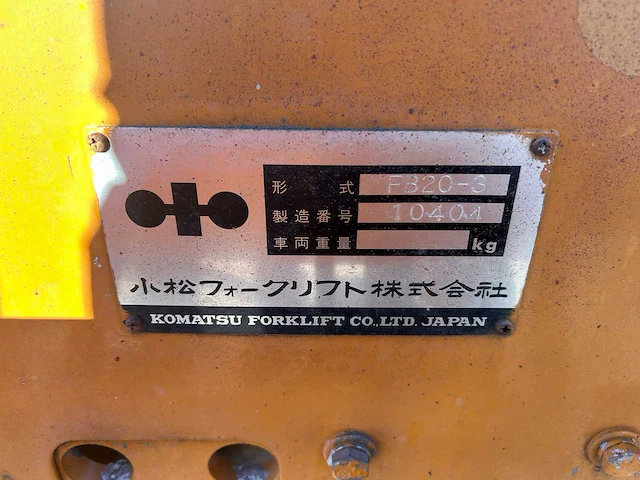 形式 FB20-3
製造番号 10404
車両重量 kg
小松フォークリフト株式会社
KOMATSU FORKLIFT CO.,LTD. JAPAN